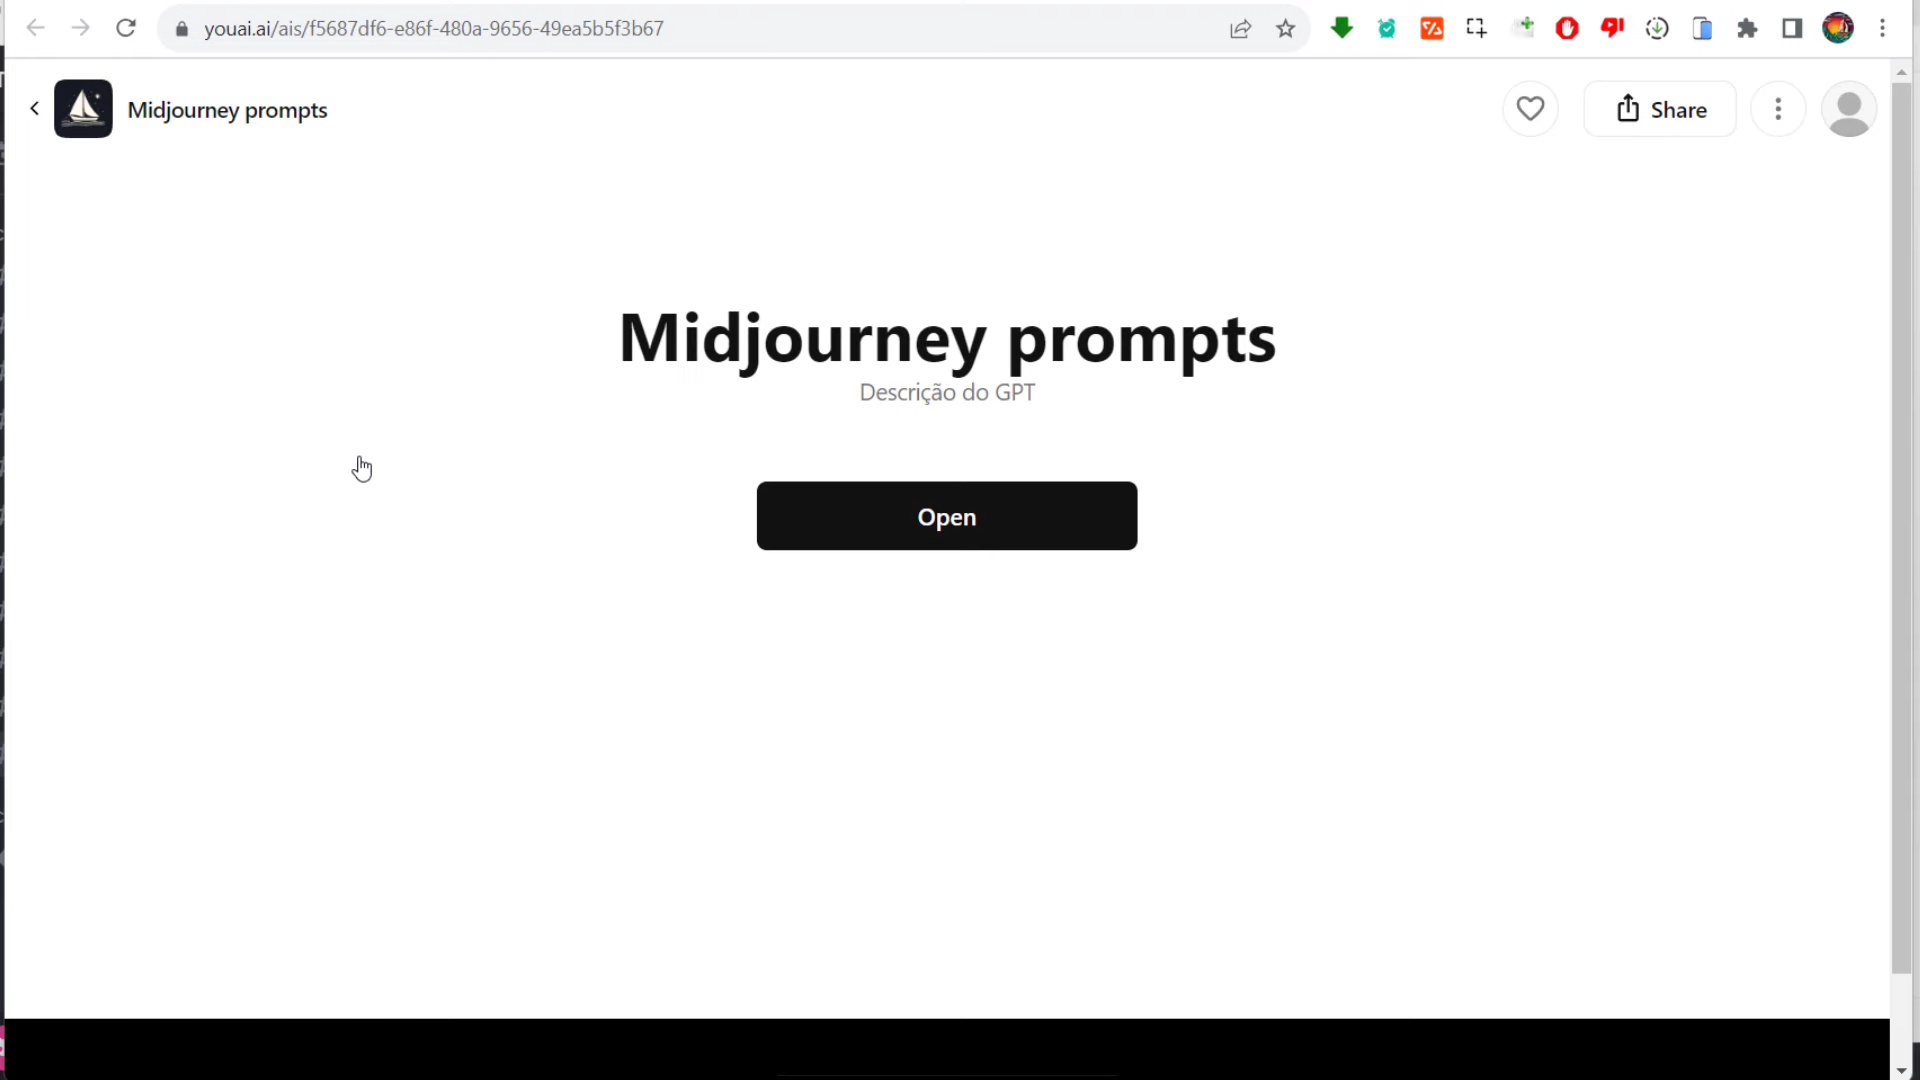 youai.ai/ais/f5687df6-e86f-480a-9656-49ea5b5f3b67
Midjourney prompts
Share
Midjourney prompts
Descrição do GPT
Open